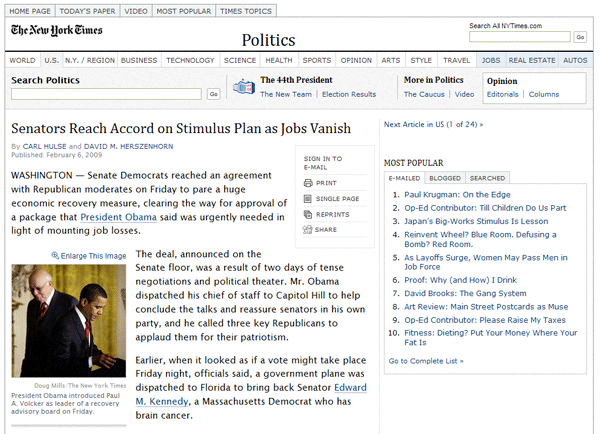 HOME PAGE TODAY'S PAPER VIDEO MOST POPULAR TIMES TOPICS
The New York Times
Politics
Search All NYTimes.com
Go
WORLD U.S. N.Y. / REGION BUSINESS TECHNOLOGY SCIENCE HEALTH SPORTS OPINION ARTS STYLE TRAVEL JOBS REAL ESTATE AUTOS
Search Politics
Go
The 44th President
The New Team Election Results
More in Politics
The Caucus Video
Opinion
Editorials Columns
Senators Reach Accord on Stimulus Plan as Jobs Vanish
By CARL HULSE and DAVID M. HERSZENHORN
Published: February 6, 2009
WASHINGTON — Senate Democrats reached an agreement
with Republican moderates on Friday to pare a huge
economic recovery measure, clearing the way for approval of
a package that President Obama said was urgently needed in
light of mounting job losses.
SIGN IN TO
E-MAIL
PRINT
SINGLE PAGE
REPRINTS
SHARE
Enlarge This Image
Doug Mills/The New York Times
President Obama introduced Paul
A. Volcker as leader of a recovery
advisory board on Friday.
The deal, announced on the
Senate floor, was a result of two days of tense
negotiations and political theater. Mr. Obama
dispatched his chief of staff to Capitol Hill to help
conclude the talks and reassure senators in his own
party, and he called three key Republicans to
applaud them for their patriotism.
Earlier, when it looked as if a vote might take place
Friday night, officials said, a government plane was
dispatched to Florida to bring back Senator Edward
M. Kennedy, a Massachusetts Democrat who has
brain cancer.
Next Article in US (1 of 24) »
MOST POPULAR
E-MAILED BLOGGED SEARCHED
1. Paul Krugman: On the Edge
2. Op-Ed Contributor: Till Children Do Us Part
3. Japan's Big-Works Stimulus Is Lesson
4. Reinvent Wheel? Blue Room. Defusing a
Bomb? Red Room.
5. As Layoffs Surge, Women May Pass Men in
Job Force
6. Proof: Why (and How) I Drink
7. David Brooks: The Gang System
8. Art Review: Main Street Postcards as Muse
9. Op-Ed Contributor: Please Raise My Taxes
10. Fitness: Dieting? Put Your Money Where Your
Fat Is
Go to Complete List »